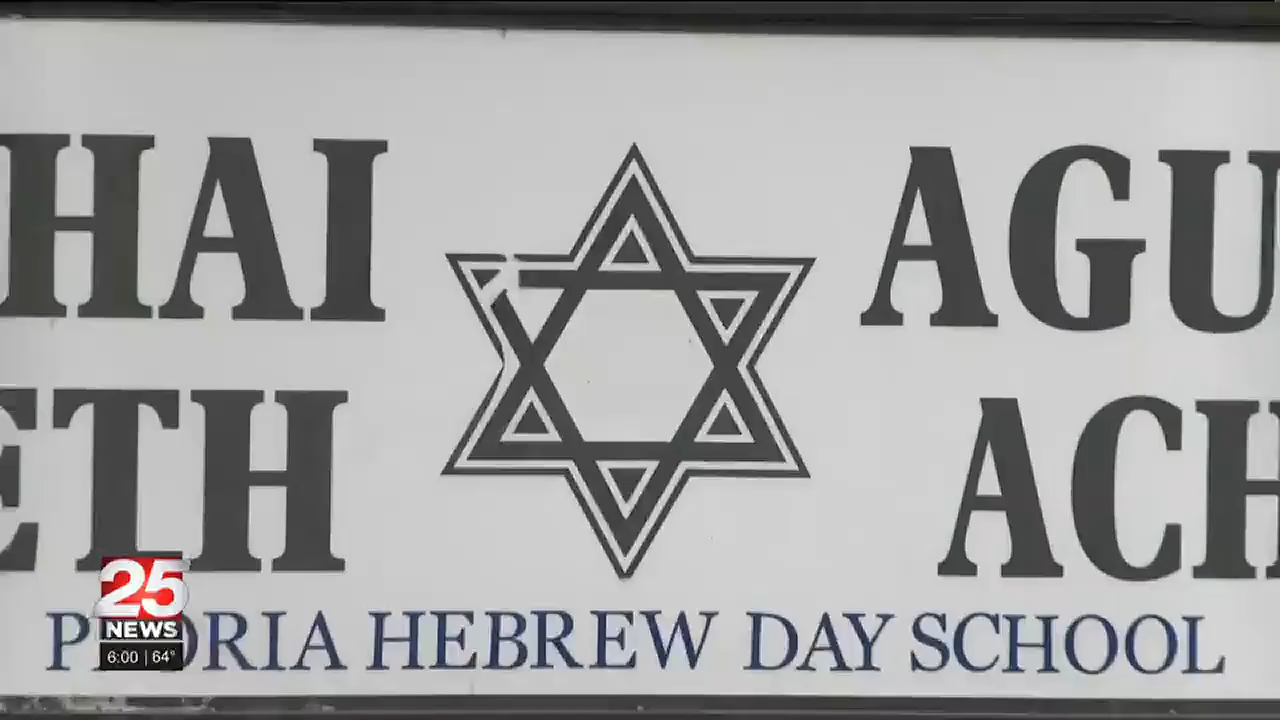 HAI AGU
ETH ACH
PEORIA HEBREW DAY SCHOOL
25
NEWS
6:00 | 64°